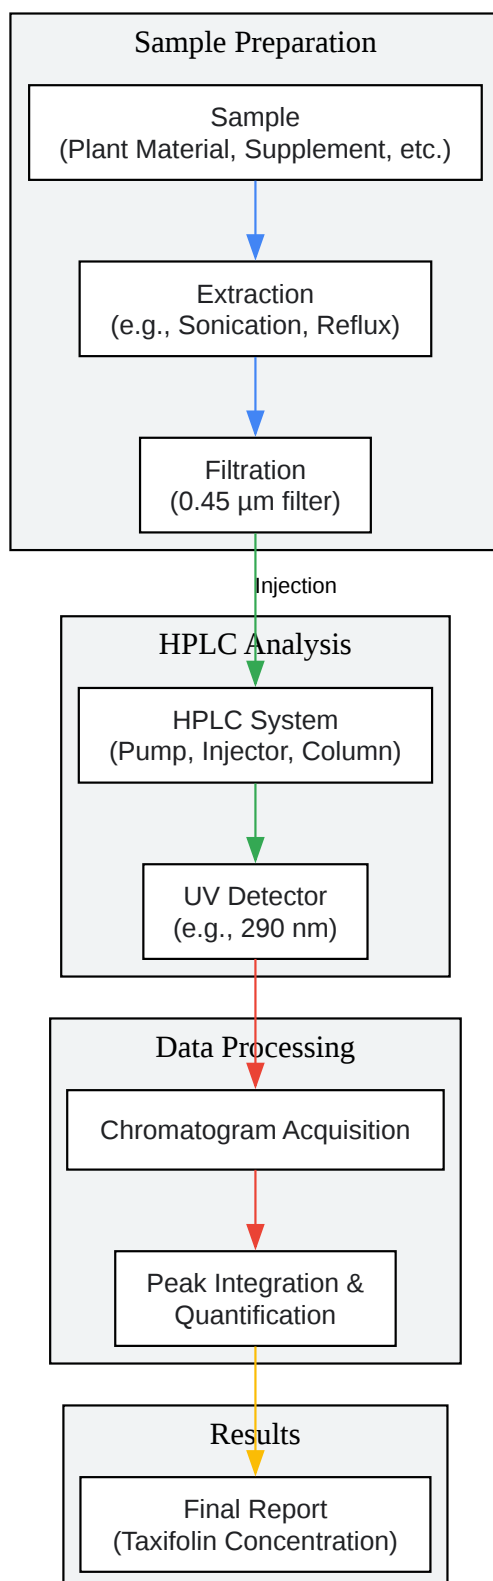 Sample Preparation
Sample
(Plant Material, Supplement, etc.)
Extraction
(e.g., Sonication, Reflux)
Filtration
(0.45 µm filter)
Injection
HPLC Analysis
HPLC System
(Pump, Injector, Column)
UV Detector
(e.g., 290 nm)
Data Processing
Chromatogram Acquisition
Peak Integration &
Quantification
Results
Final Report
(Taxifolin Concentration)